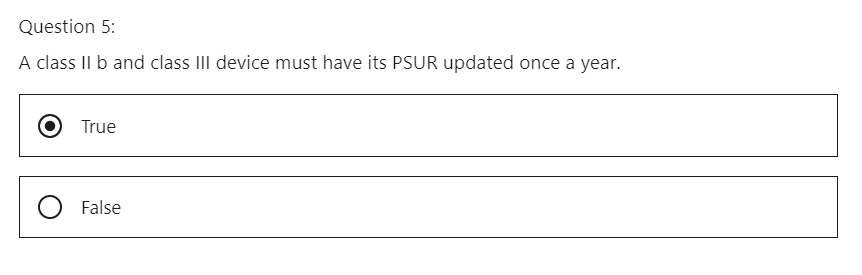 Question 5:
A class II b and class III device must have its PSUR updated once a year.
True
False